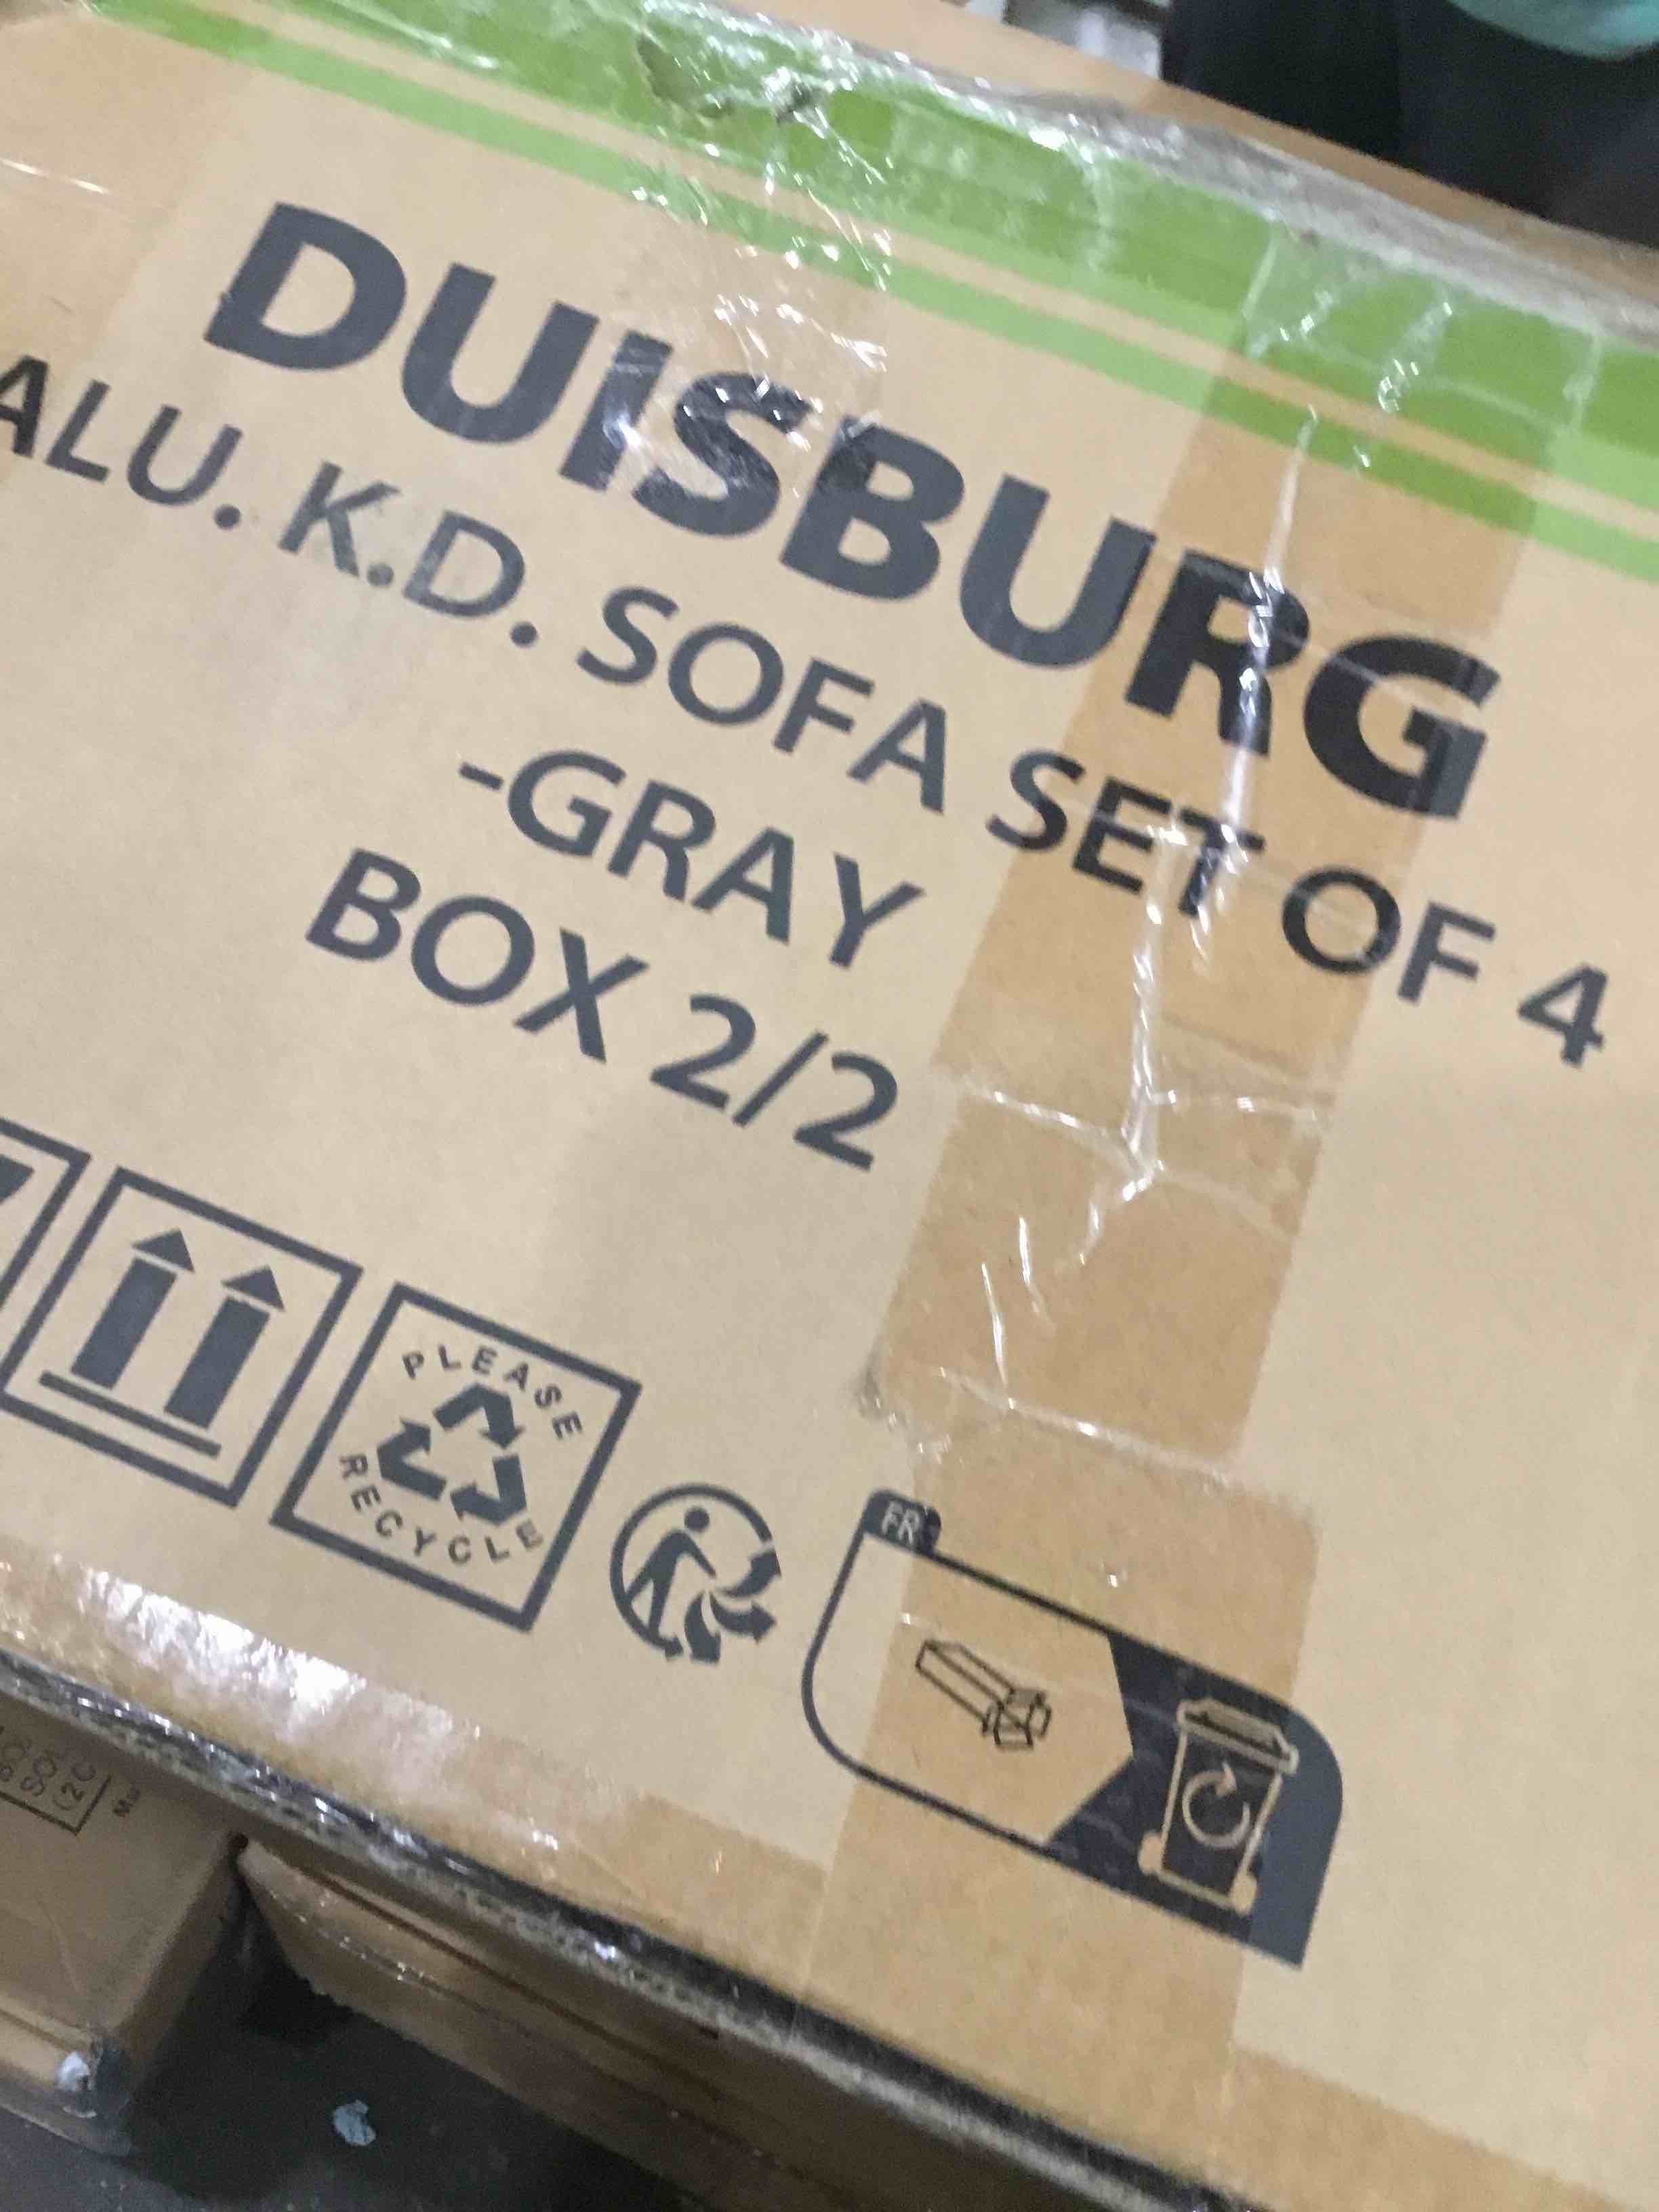 DUISBURG
ALU. K.D. SOFA SET OF 4
-GRAY
BOX 2/2
PLEASE
RECYCLE
FR